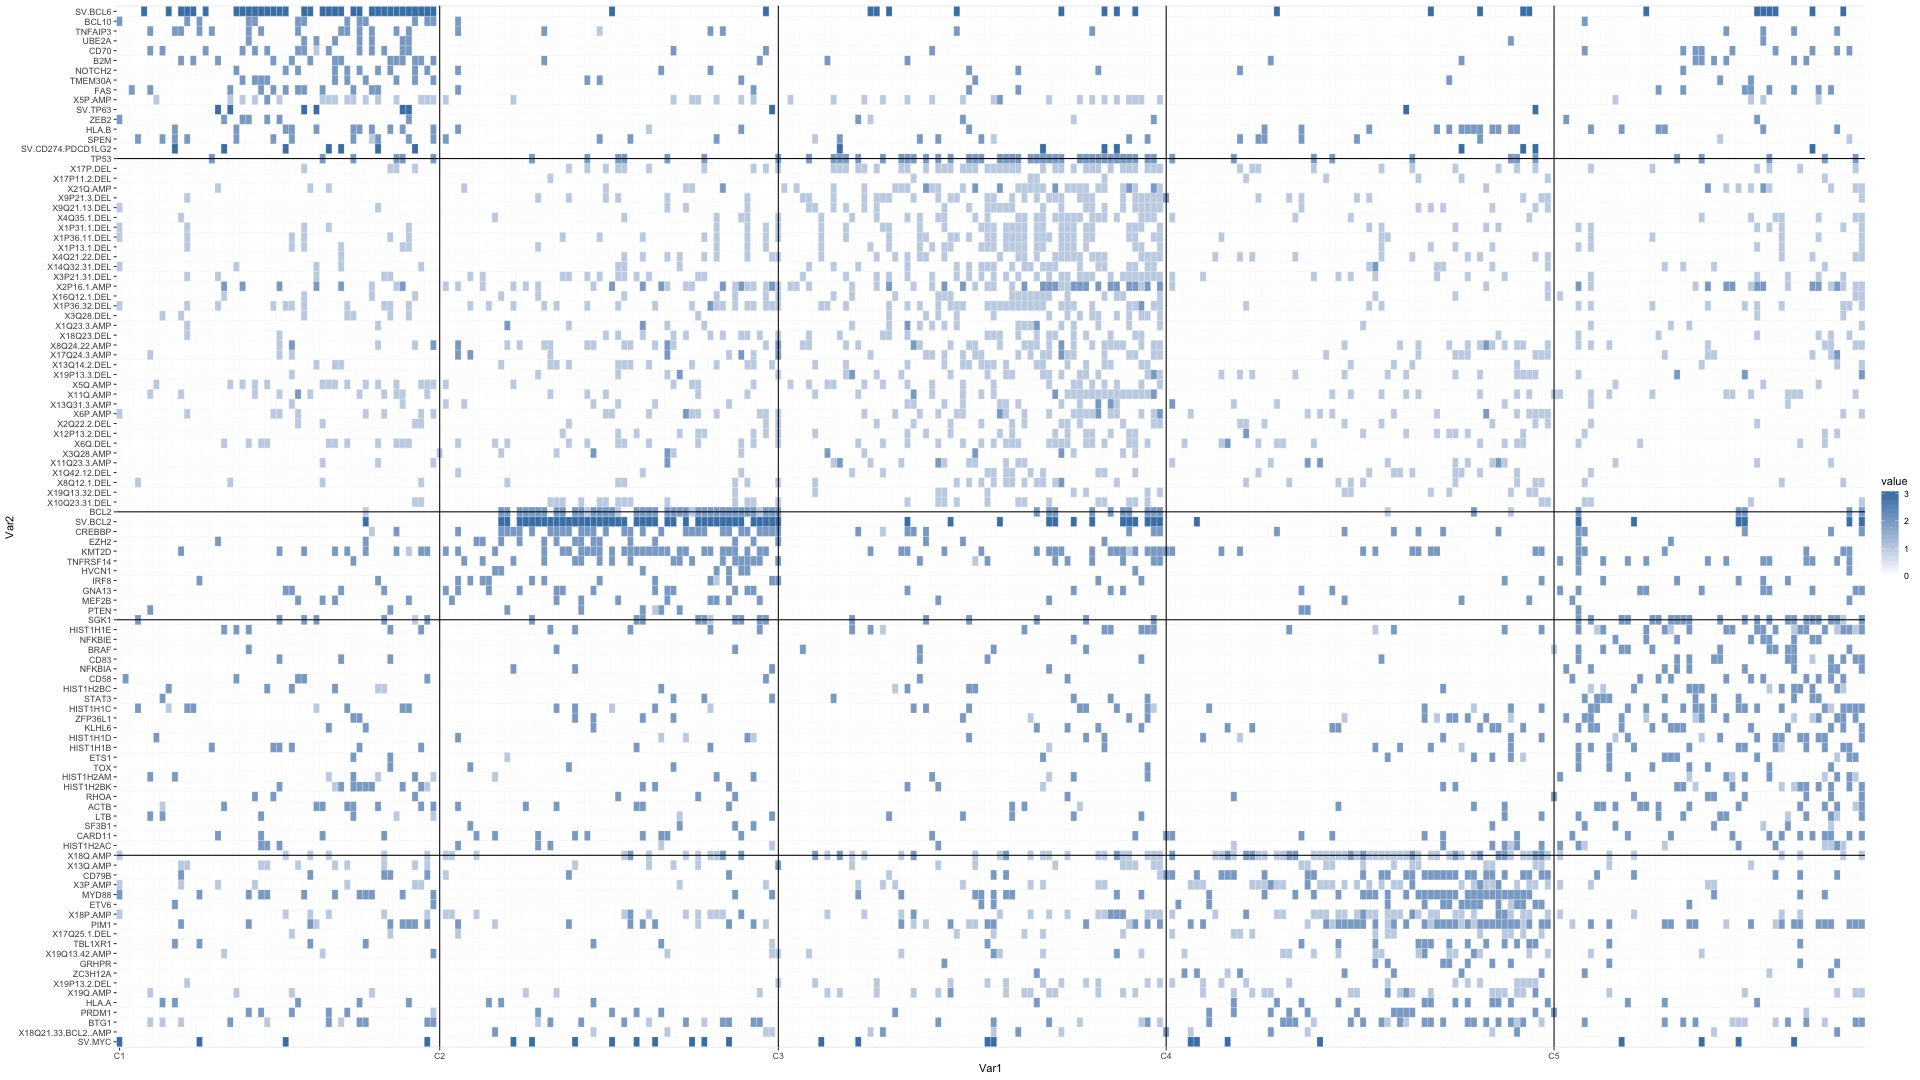 SV.BCL6
BCL10
TNFAIP3
UBE2A
CD70
B2M
NOTCH2
TMEM30A
FAS
X5P.AMP
SV.TP63
ZEB2
HLA.B
SPEN
SV.CD274.PDCD1LG2
TP53
X17P.DEL
X17P11.2.DEL
X21Q.AMP
X9P21.3.DEL
X9Q21.13.DEL
X4Q35.1.DEL
X1P31.1.DEL
X1P36.11.DEL
X1P13.1.DEL
X4Q21.22.DEL
X14Q32.31.DEL
X3P21.31.DEL
X2P16.1.AMP
X16Q12.1.DEL
X1P36.32.DEL
X3Q28.DEL
X1Q23.3.AMP
X18Q23.DEL
X8Q24.22.AMP
X17Q24.3.AMP
X13Q14.2.DEL
X19P13.3.DEL
X5Q.AMP
X11Q.AMP
X13Q31.3.AMP
X6P.AMP
X2Q22.2.DEL
X12P13.2.DEL
X6Q.DEL
X3Q28.AMP
X11Q23.3.AMP
X1Q42.12.DEL
X8Q12.1.DEL
X19Q13.32.DEL
X10Q23.31.DEL
BCL2
SV.BCL2
CREBBP
EZH2
KMT2D
TNFRSF14
HVCN1
IRF8
GNA13
MEF2B
PTEN
SGK1
HIST1H1E
NFKBIE
BRAF
CD83
NFKBIA
CD58
HIST1H2BC
STAT3
HIST1H1C
ZFP36L1
KLHL6
HIST1H1D
HIST1H1B
ETS1
TOX
HIST1H2AM
HIST1H2BK
RHOA
ACTB
LTB
SF3B1
CARD11
HIST1H2AC
X18Q.AMP
X13Q.AMP
CD79B
X3P.AMP
MYD88
ETV6
X18P.AMP
PIM1
X17Q25.1.DEL
TBL1XR1
X19Q13.42.AMP
GRHPR
ZC3H12A
X19P13.2.DEL
X19Q.AMP
HLA.A
PRDM1
BTG1
X18Q21.33.BCL2..AMP
SV.MYC
Var2
C1 C2 C3 C4 C5
Var1
value
3
2
1
0